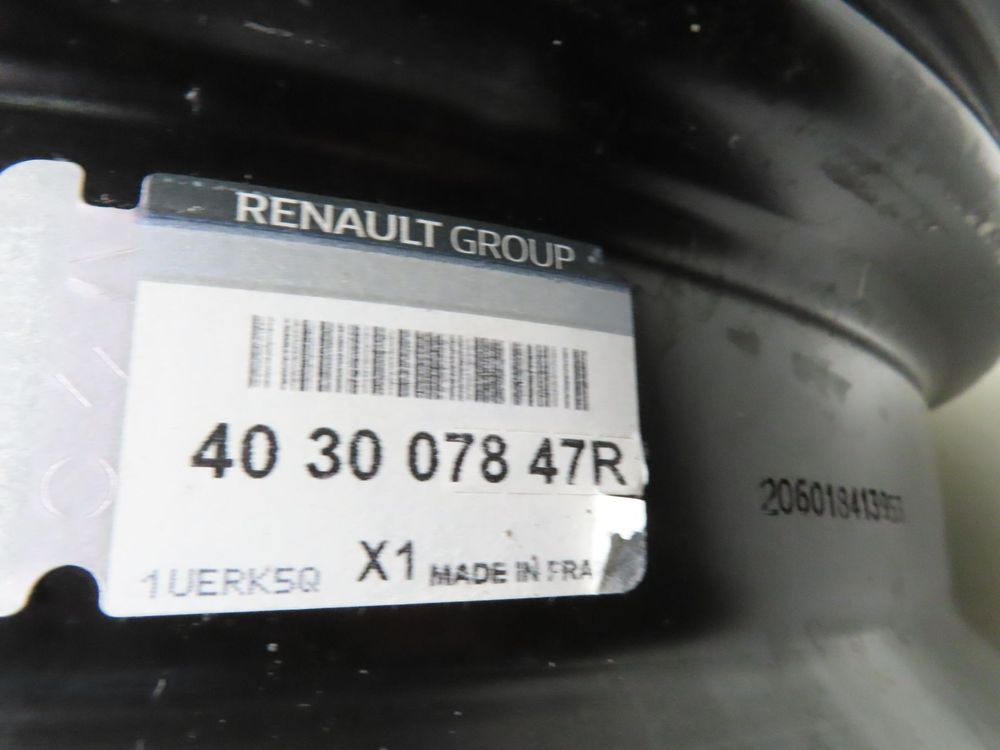 RENAULT GROUP
40 30 078 47R
1UERK5Q X1 MADE IN FRA